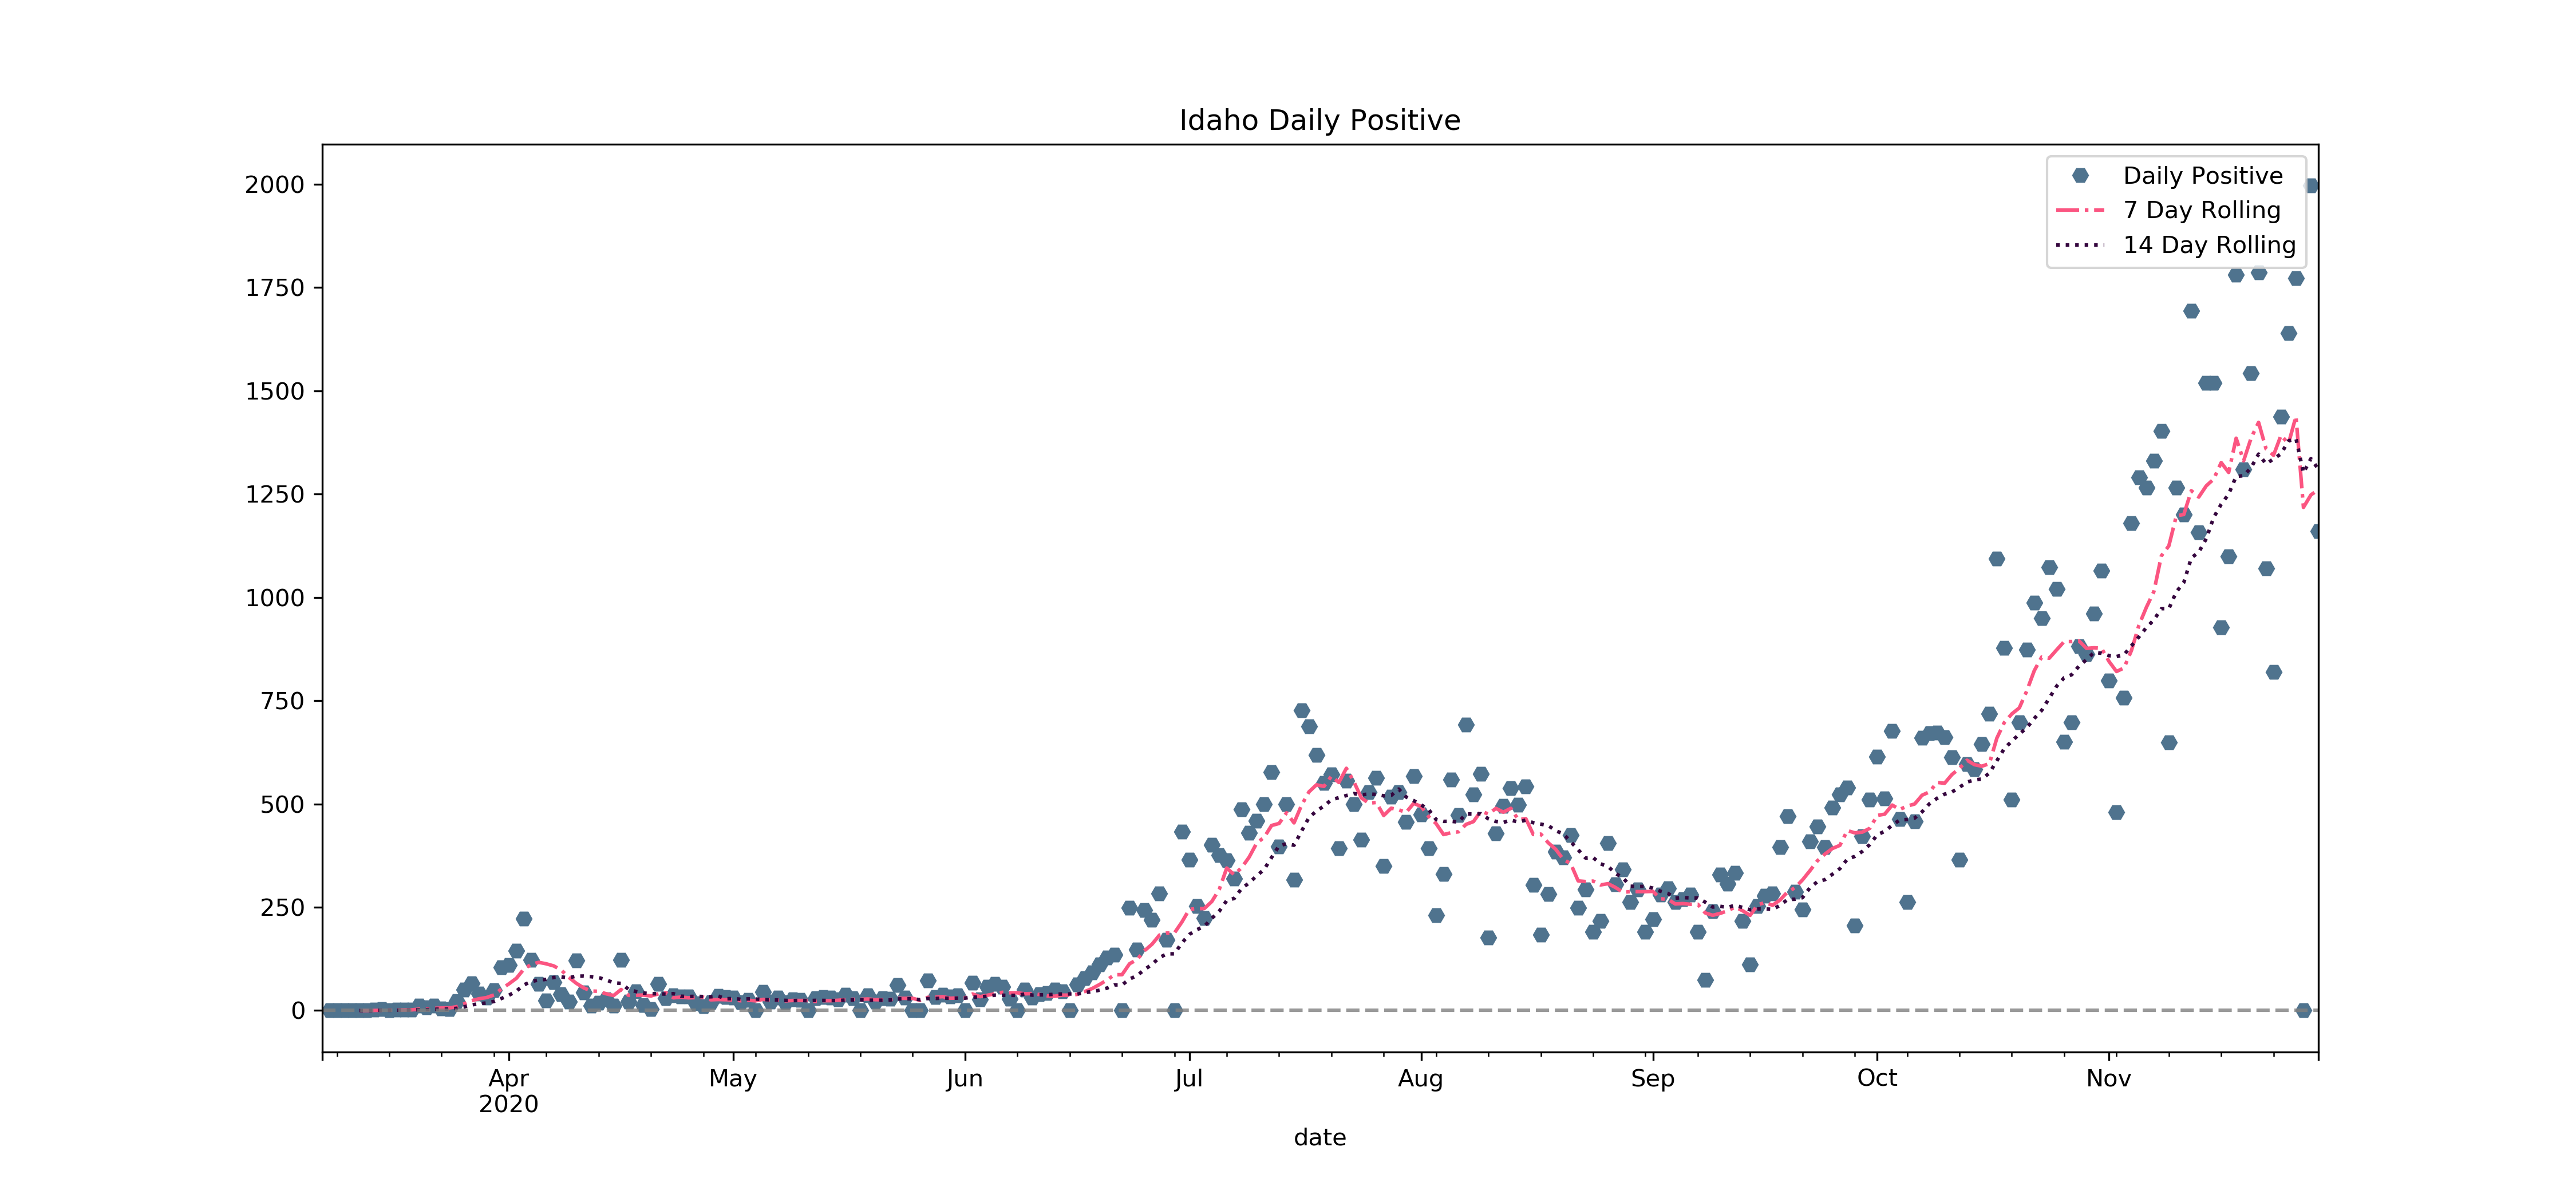 Idaho Daily Positive
2000
1750
1500
1250
1000
750
500
250
0
Daily Positive
7 Day Rolling
14 Day Rolling
Apr
2020
May
Jun
Jul
Aug
Sep
Oct
Nov
date